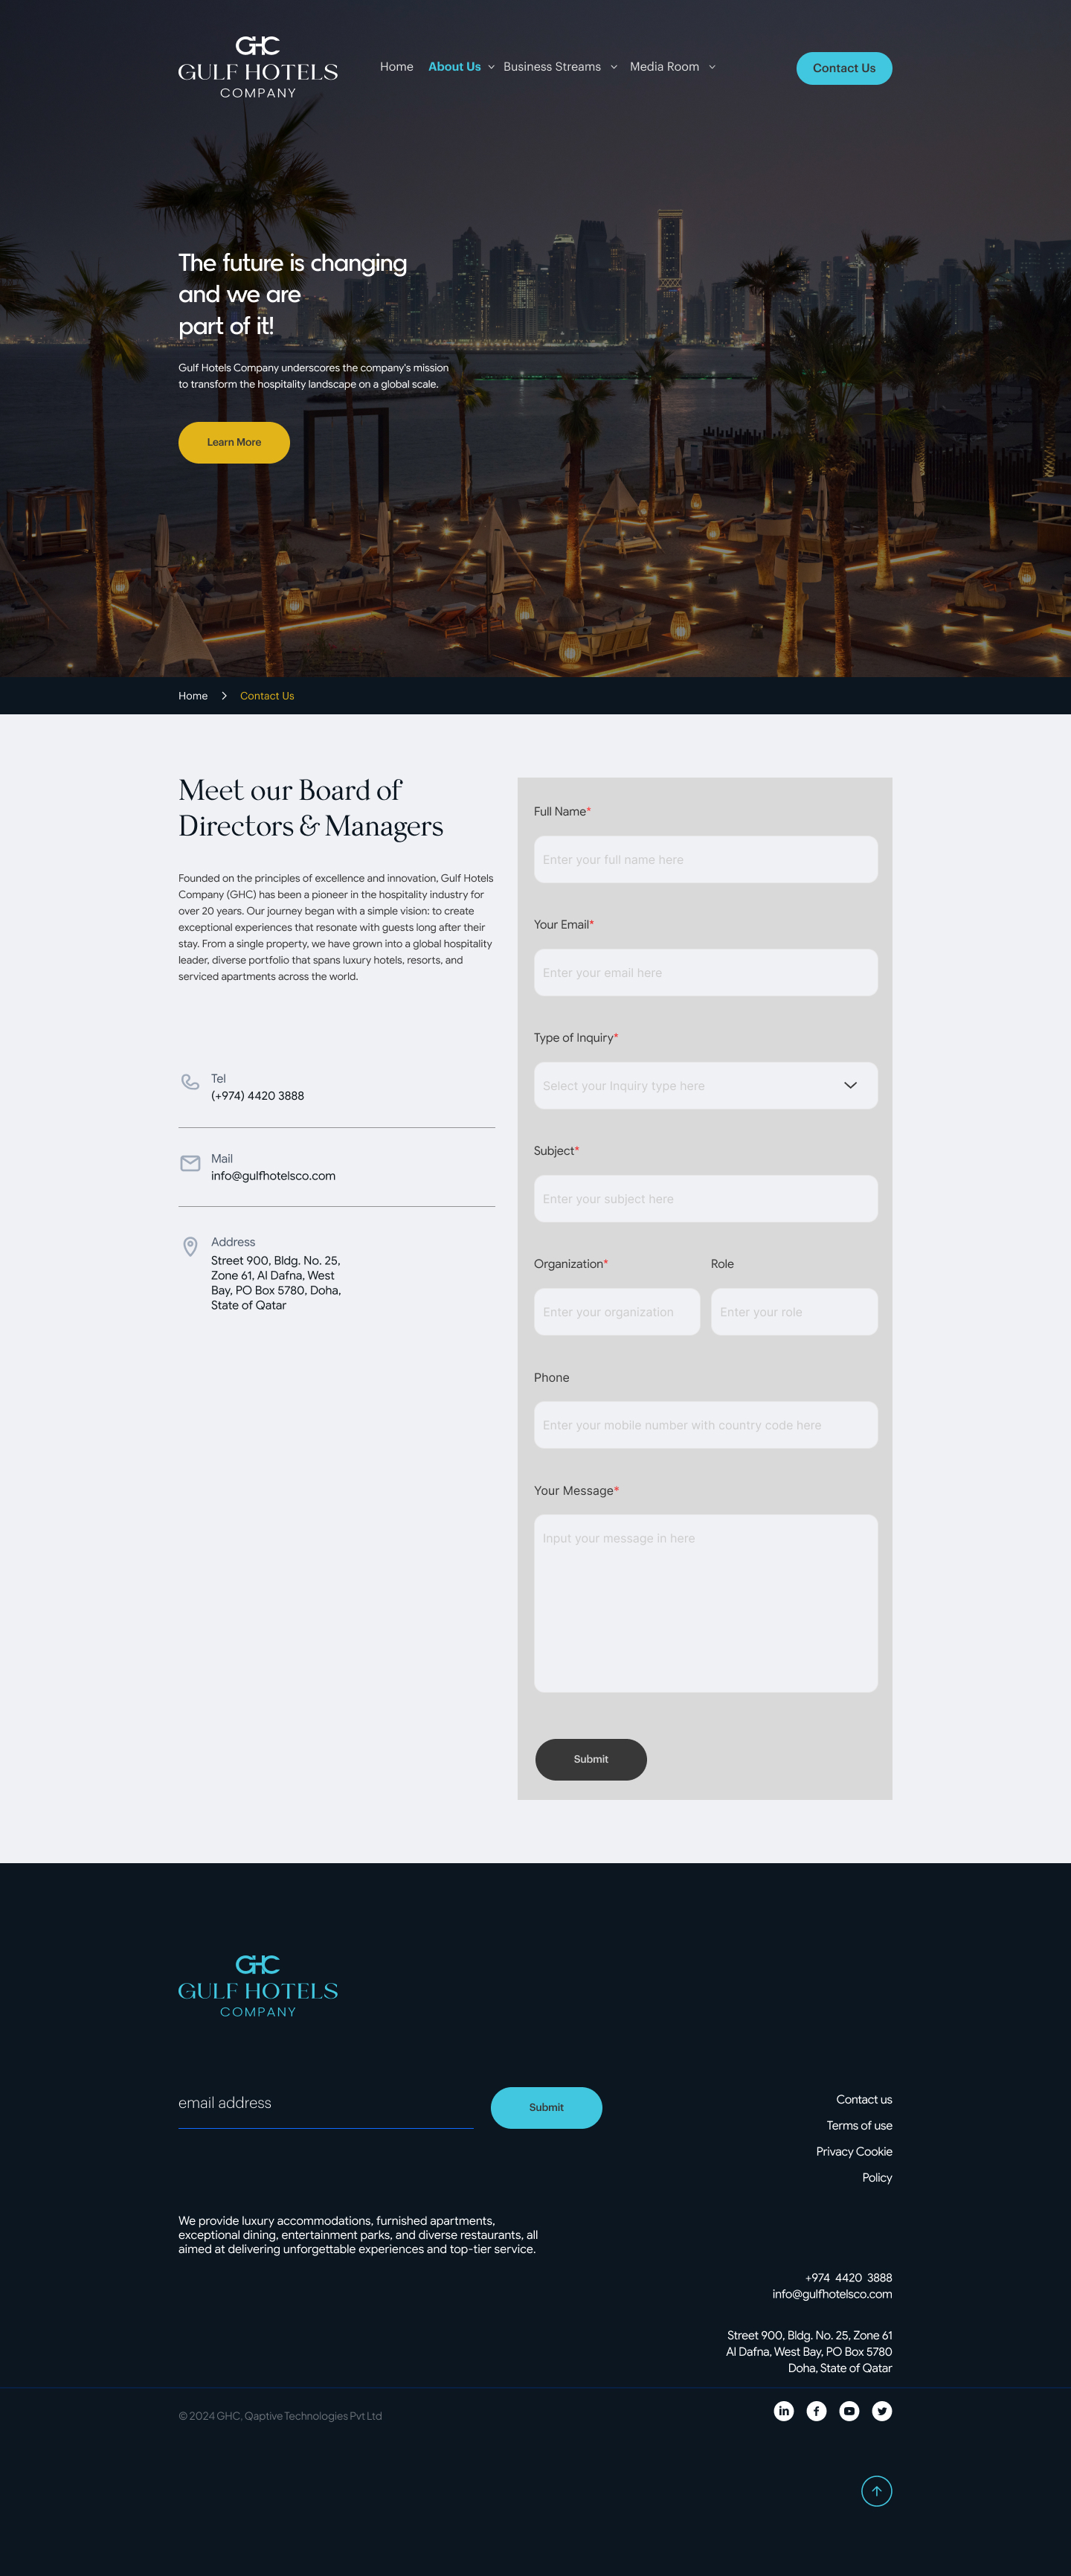 GHC
GULF HOTELS
COMPANY
Home About Us Business Streams Media Room Contact Us
The future is changing
and we are
part of it!
Gulf Hotels Company underscores the company's mission
to transform the hospitality landscape on a global scale.
Learn More
Home > Contact Us
Meet our Board of
Directors & Managers
Founded on the principles of excellence and innovation, Gulf Hotels
Company (GHC) has been a pioneer in the hospitality industry for
over 20 years. Our journey began with a simple vision: to create
exceptional experiences that resonate with guests long after their
stay. From a single property, we have grown into a global hospitality
leader, diverse portfolio that spans luxury hotels, resorts, and
serviced apartments across the world.
Tel
(+974) 4420 3888
Mail
info@gulfhotelsco.com
Address
Street 900, Bldg. No. 25,
Zone 61, Al Dafna, West
Bay, PO Box 5780, Doha,
State of Qatar
Full Name*
Enter your full name here
Your Email*
Enter your email here
Type of Inquiry*
Select your Inquiry type here
Subject*
Enter your subject here
Organization* Role
Enter your organization Enter your role
Phone
Enter your mobile number with country code here
Your Message*
Input your message in here
Submit
GHC
GULF HOTELS
COMPANY
email address
Submit
Contact us
Terms of use
Privacy Cookie
Policy
We provide luxury accommodations, furnished apartments,
exceptional dining, entertainment parks, and diverse restaurants, all
aimed at delivering unforgettable experiences and top-tier service.
+974 4420 3888
info@gulfhotelsco.com
Street 900, Bldg. No. 25, Zone 61
Al Dafna, West Bay, PO Box 5780
Doha, State of Qatar
© 2024 GHC, Qaptive Technologies Pvt Ltd